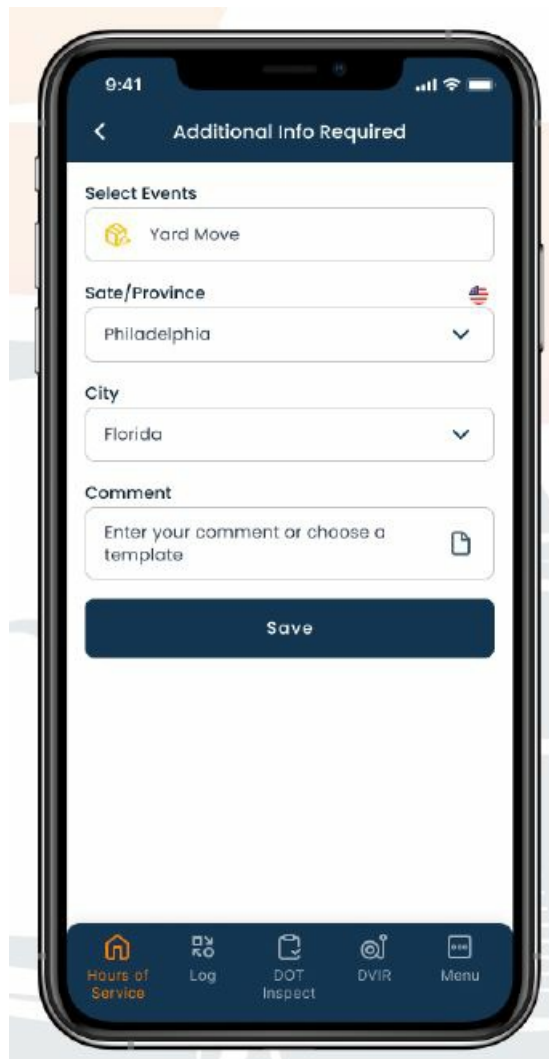 9:41
Additional Info Required
Select Events
Yard Move
Sate/Province
Philadelphia
City
Florida
Comment
Enter your comment or choose a
template
Save
Hours of
Service
Log
DOT
Inspect
DVIR
Menu